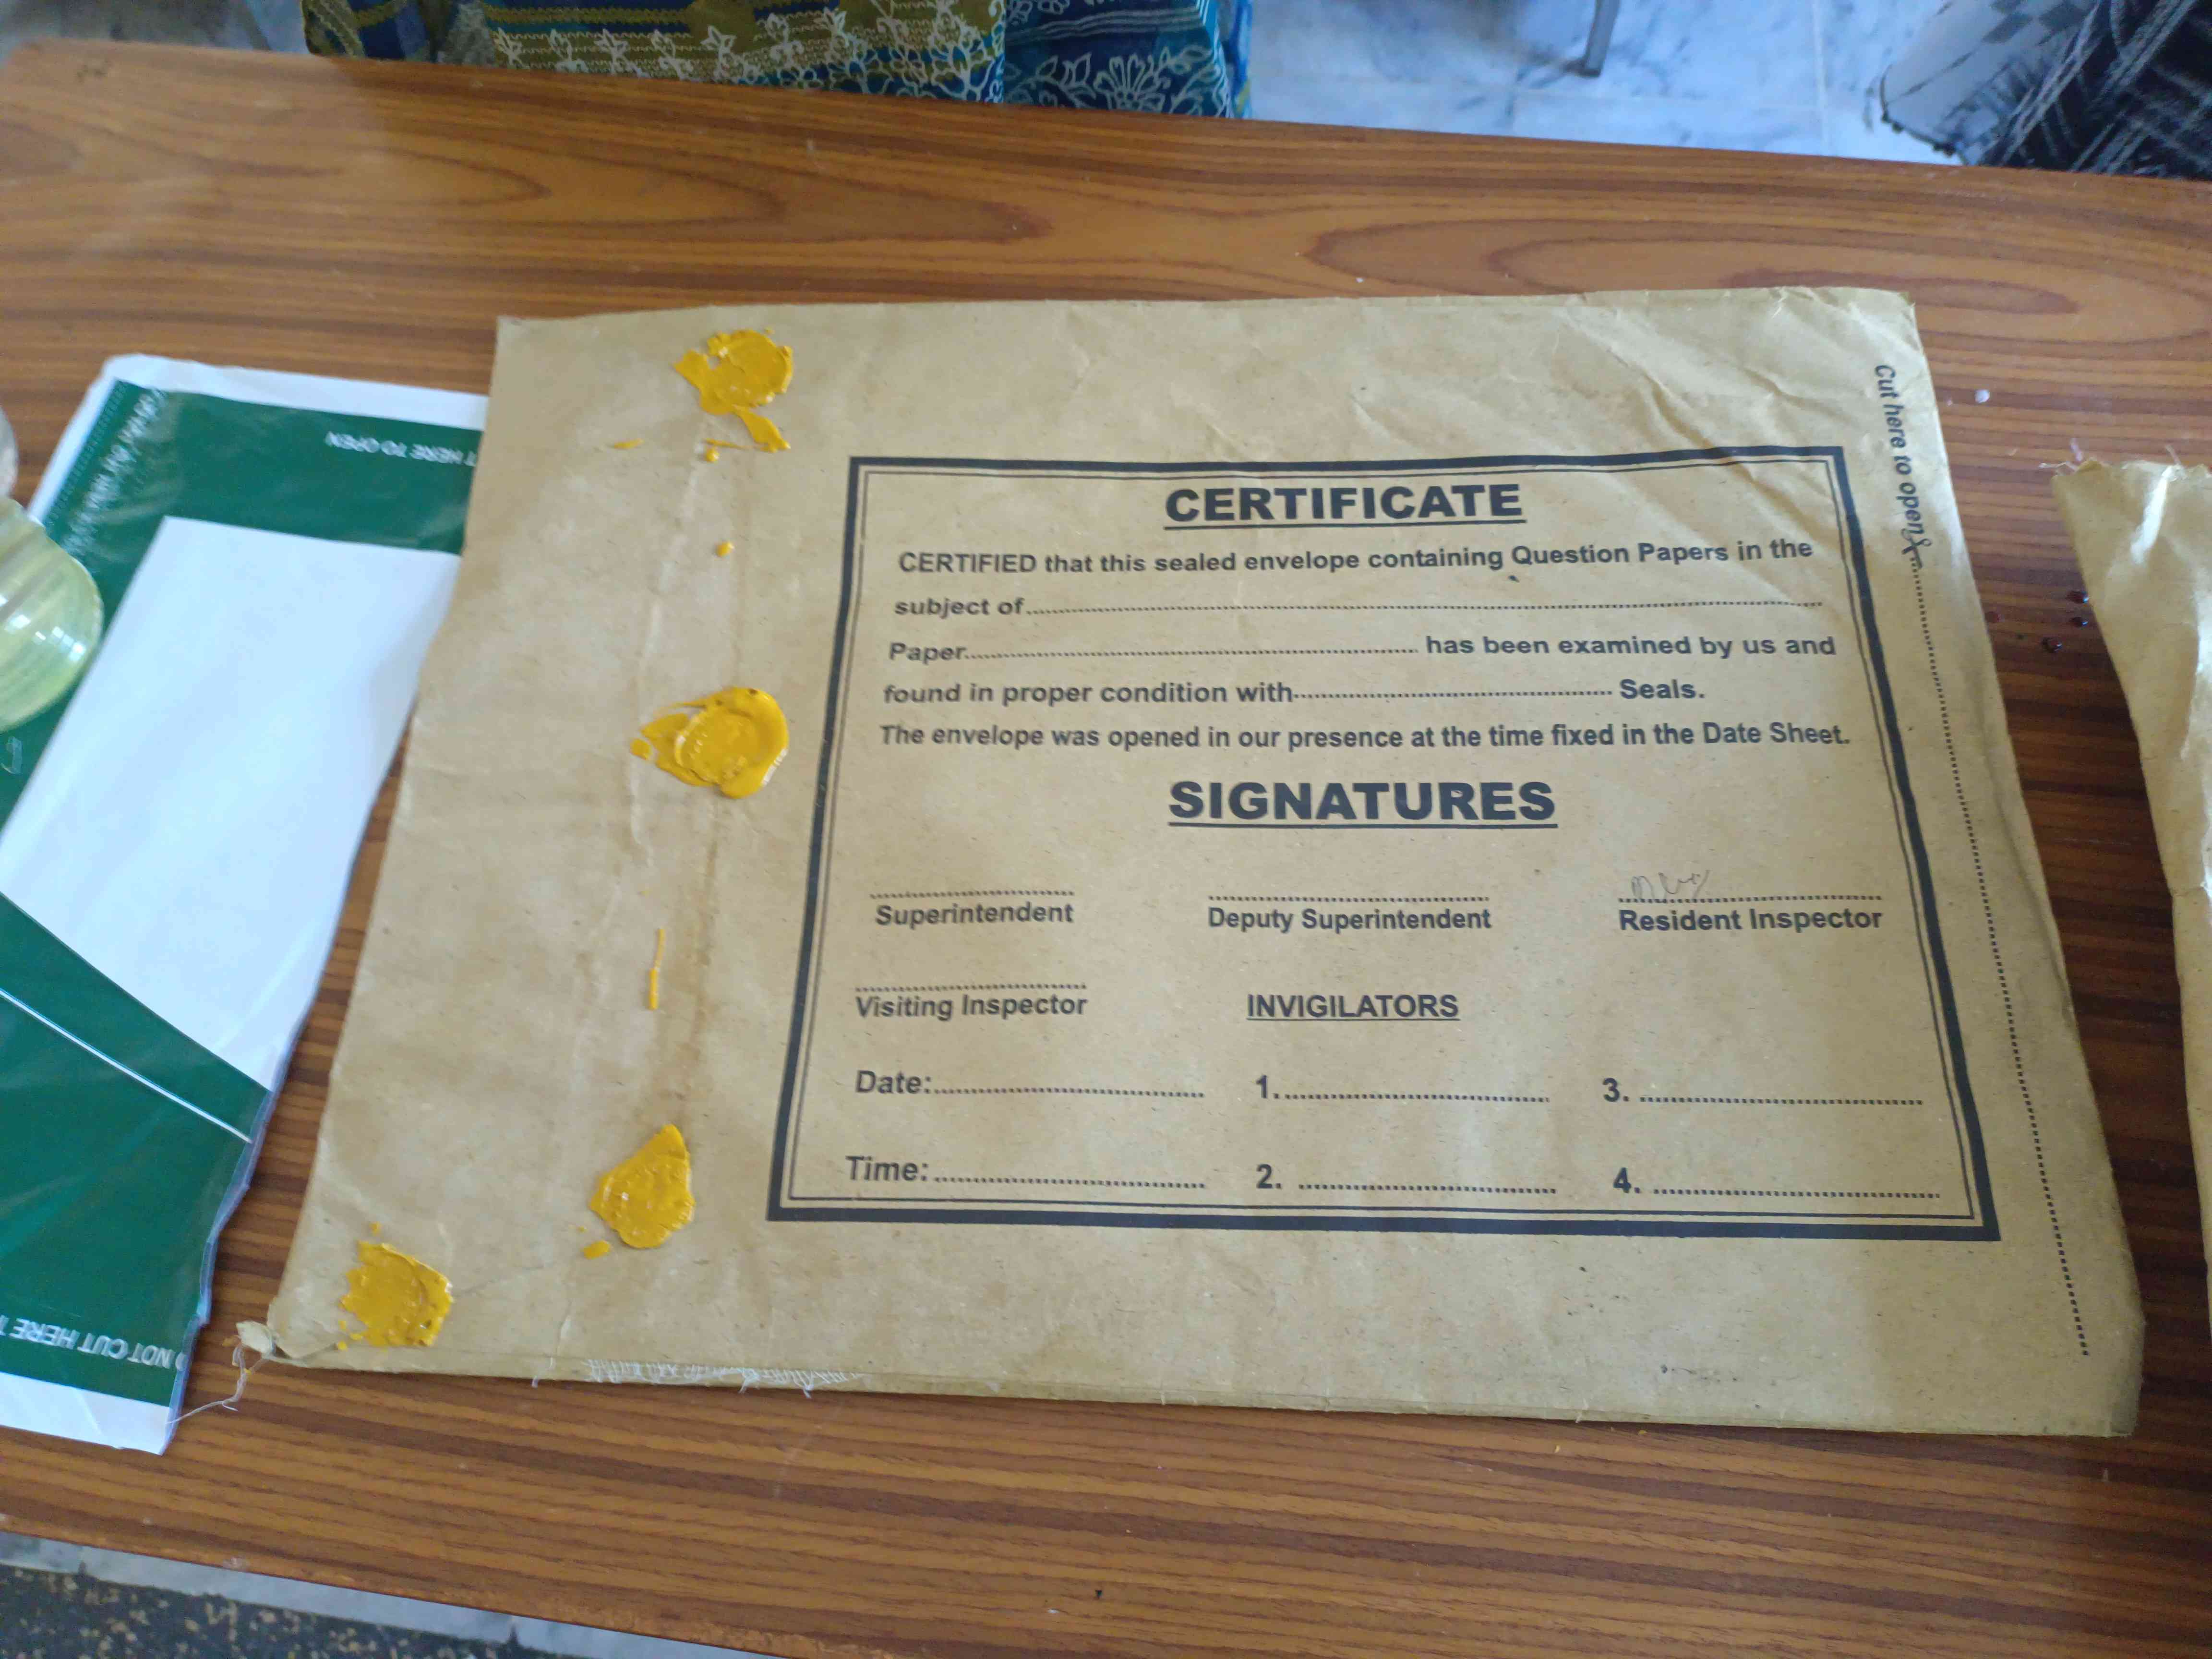 CERTIFICATE
CERTIFIED that this sealed envelope containing Question Papers in the
subject of
Paper has been examined by us and
found in proper condition with Seals.
The envelope was opened in our presence at the time fixed in the Date Sheet.
SIGNATURES
Superintendent Deputy Superintendent Resident Inspector
Visiting Inspector INVIGILATORS
Date: 1. 3.
Time: 2. 4.
Cut here to open
HERE TO OPEN
NOT CUT HERE